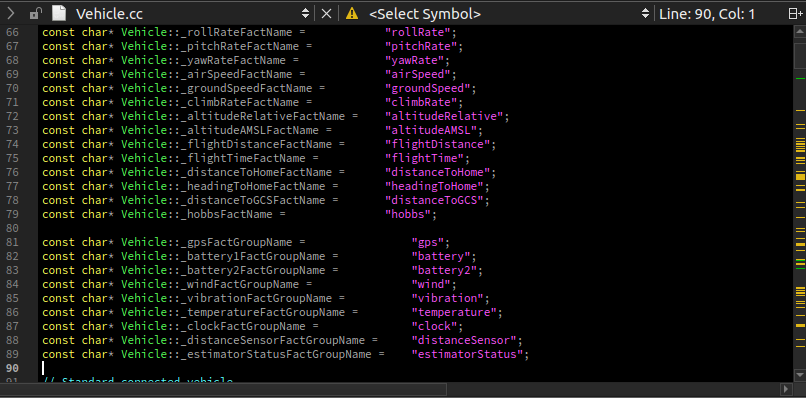 Vehicle.cc <Select Symbol> Line: 90, Col: 1
66 const char* Vehicle::_rollRateFactName = "rollRate";
67 const char* Vehicle::_pitchRateFactName = "pitchRate";
68 const char* Vehicle::_yawRateFactName = "yawRate";
69 const char* Vehicle::_airSpeedFactName = "airSpeed";
70 const char* Vehicle::_groundSpeedFactName = "groundSpeed";
71 const char* Vehicle::_climbRateFactName = "climbRate";
72 const char* Vehicle::_altitudeRelativeFactName = "altitudeRelative";
73 const char* Vehicle::_altitudeAMSLFactName = "altitudeAMSL";
74 const char* Vehicle::_flightDistanceFactName = "flightDistance";
75 const char* Vehicle::_flightTimeFactName = "flightTime";
76 const char* Vehicle::_distanceToHomeFactName = "distanceToHome";
77 const char* Vehicle::_headingToHomeFactName = "headingToHome";
78 const char* Vehicle::_distanceToGCSFactName = "distanceToGCS";
79 const char* Vehicle::_hobbsFactName = "hobbs";
80
81 const char* Vehicle::_gpsFactGroupName = "gps";
82 const char* Vehicle::_battery1FactGroupName = "battery";
83 const char* Vehicle::_battery2FactGroupName = "battery2";
84 const char* Vehicle::_windFactGroupName = "wind";
85 const char* Vehicle::_vibrationFactGroupName = "vibration";
86 const char* Vehicle::_temperatureFactGroupName = "temperature";
87 const char* Vehicle::_clockFactGroupName = "clock";
88 const char* Vehicle::_distanceSensorFactGroupName = "distanceSensor";
89 const char* Vehicle::_estimatorStatusFactGroupName = "estimatorStatus";
90
91 // Standard connected vehicle